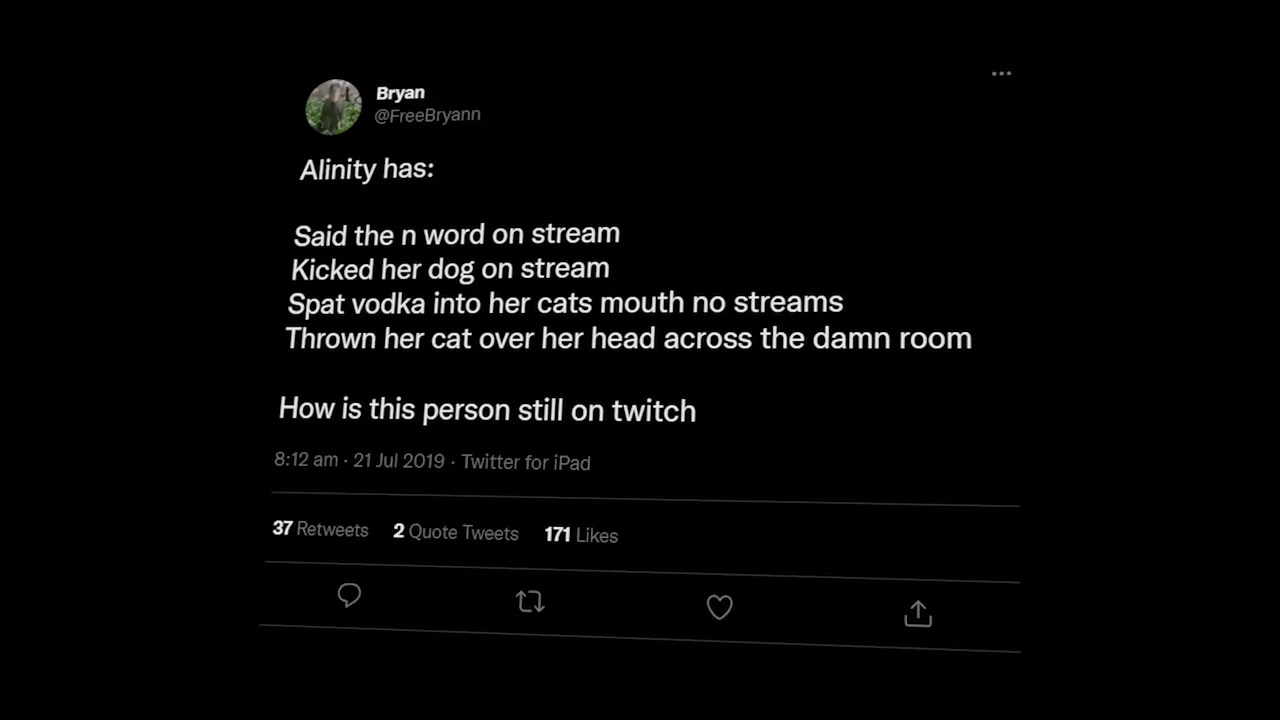 Bryan
@FreeBryann
Alinity has:
Said the n word on stream
Kicked her dog on stream
Spat vodka into her cats mouth no streams
Thrown her cat over her head across the damn room
How is this person still on twitch
8:12 am · 21 Jul 2019 · Twitter for iPad
37 Retweets 2 Quote Tweets 171 Likes